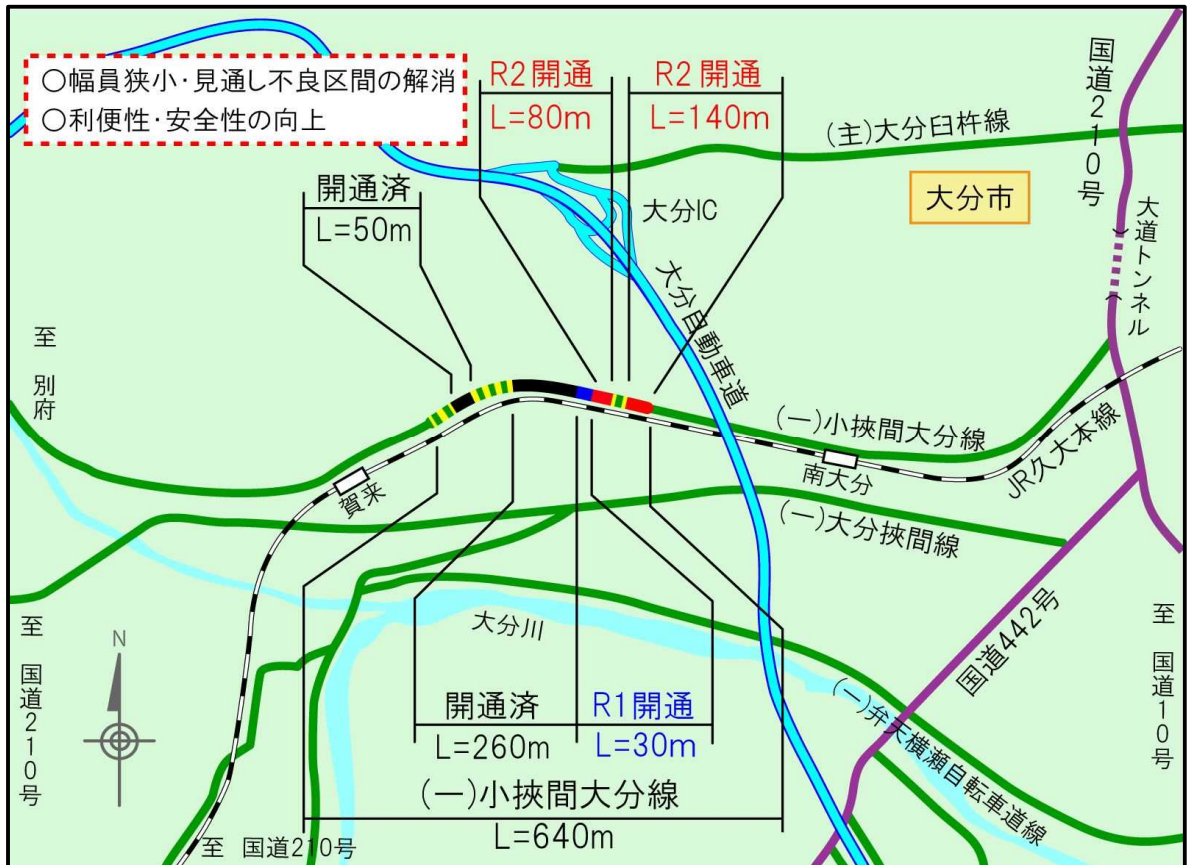 ○幅員狭小・見通し不良区間の解消
○利便性・安全性の向上
R2開通
L=80m
R2開通
L=140m
国道210号
(主)大分臼杵線
開通済
L=50m
大分IC
大分市
大道トンネル
大分自動車道
至 別府
(一)小挾間大分線
JR久大本線
南大分
賀来
(一)大分挾間線
大分川
国道442号
至 国道210号
N
至 国道10号
開通済
L=260m
R1開通
L=30m
(一)弁天横瀬自転車道線
(一)小挾間大分線
L=640m
至 国道210号